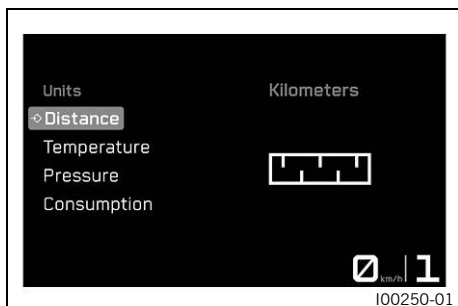 Units
Kilometers
Distance
Temperature
Pressure
Consumption
0 km/h 1
I00250-01